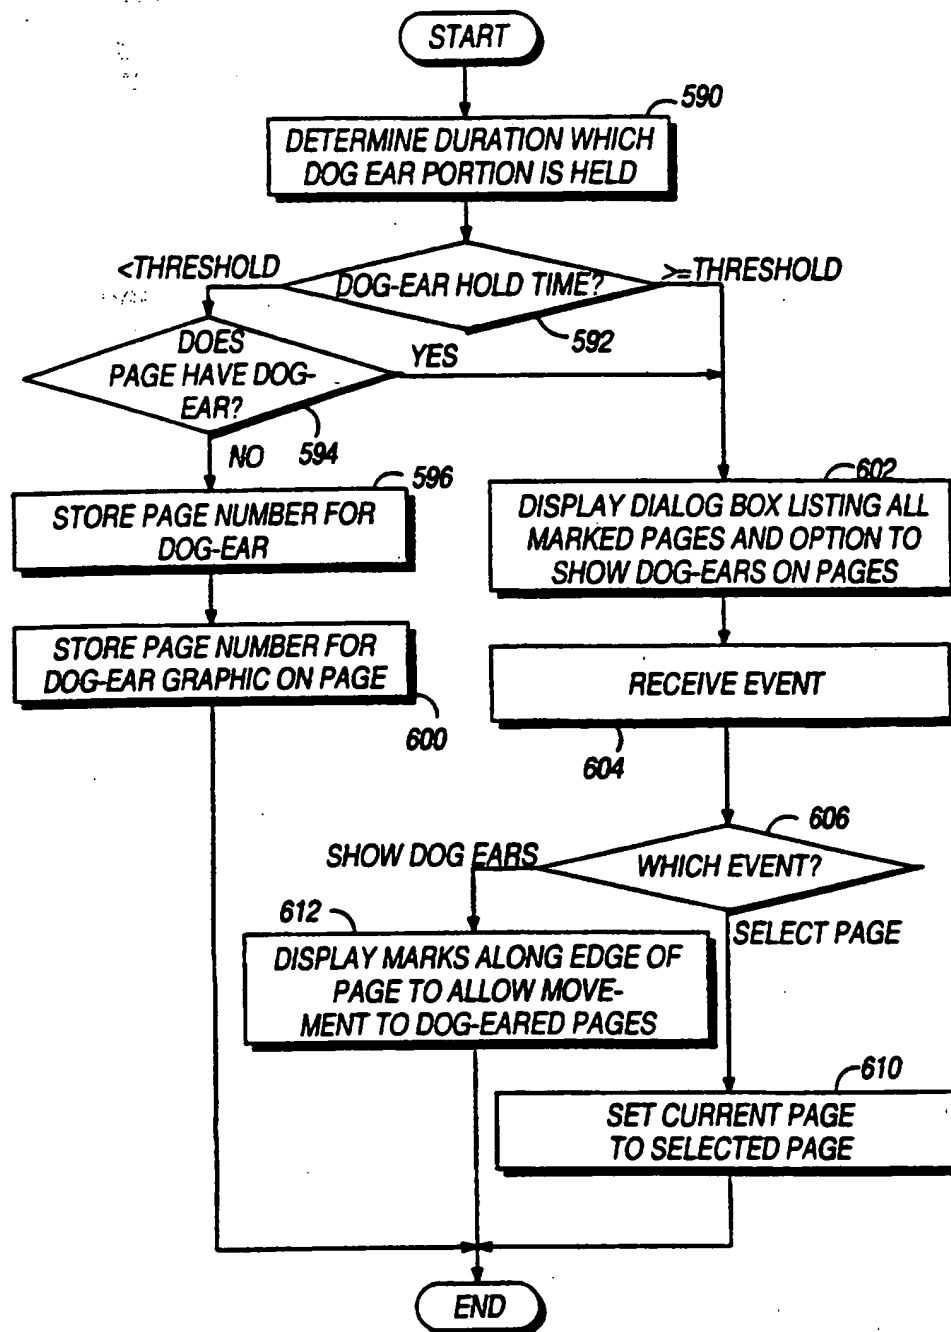 START
590
DETERMINE DURATION WHICH
DOG EAR PORTION IS HELD
<THRESHOLD
DOG-EAR HOLD TIME?
>=THRESHOLD
592
DOES
PAGE HAVE DOG-
EAR?
YES
594
NO
596
STORE PAGE NUMBER FOR
DOG-EAR
602
DISPLAY DIALOG BOX LISTING ALL
MARKED PAGES AND OPTION TO
SHOW DOG-EARS ON PAGES
STORE PAGE NUMBER FOR
DOG-EAR GRAPHIC ON PAGE
600
RECEIVE EVENT
604
606
SHOW DOG EARS
WHICH EVENT?
612
SELECT PAGE
DISPLAY MARKS ALONG EDGE OF
PAGE TO ALLOW MOVE-
MENT TO DOG-EARED PAGES
610
SET CURRENT PAGE
TO SELECTED PAGE
END